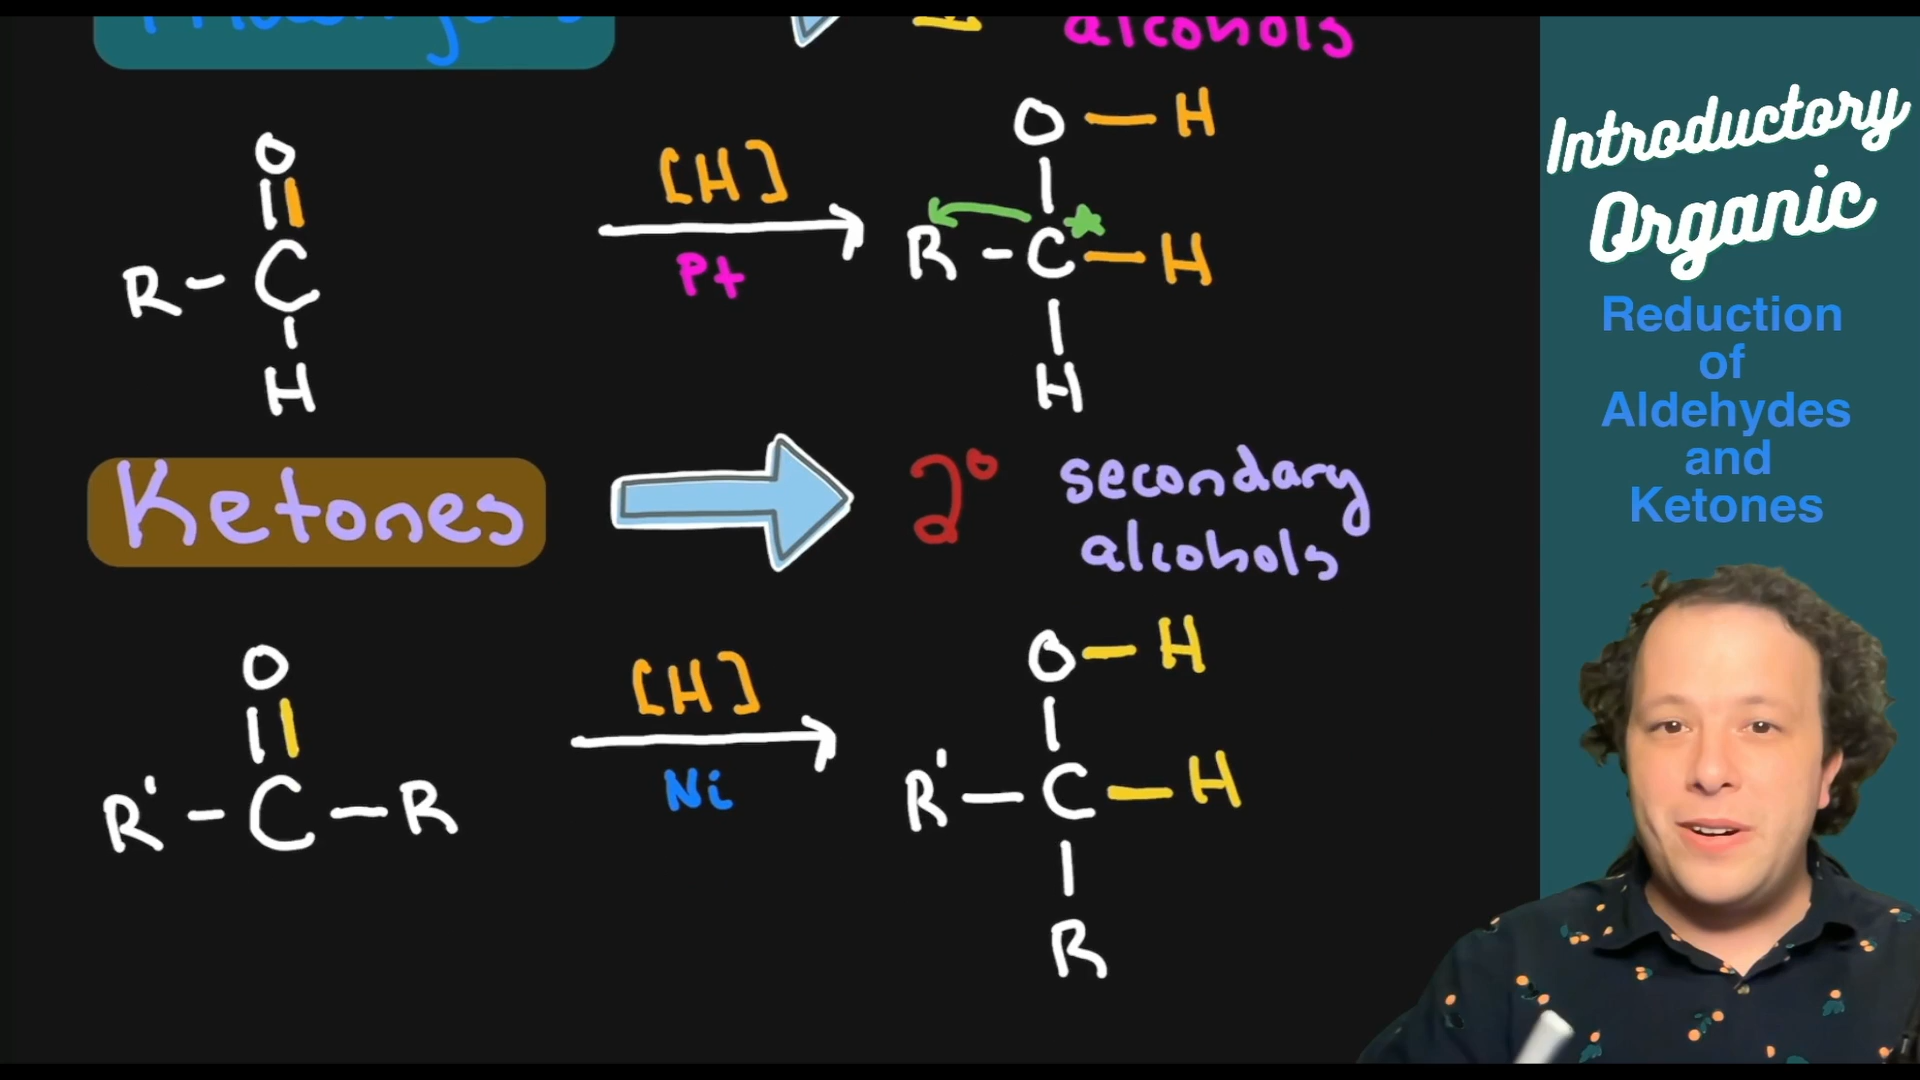 alcohols
O
O – H
[H]
R – C
Pt
R – C – H
H
H
Ketones
2° secondary
alcohols
O
O – H
[H]
R' – C – R
Ni
R' – C – H
R
Introductory
Organic
Reduction
of
Aldehydes
and
Ketones